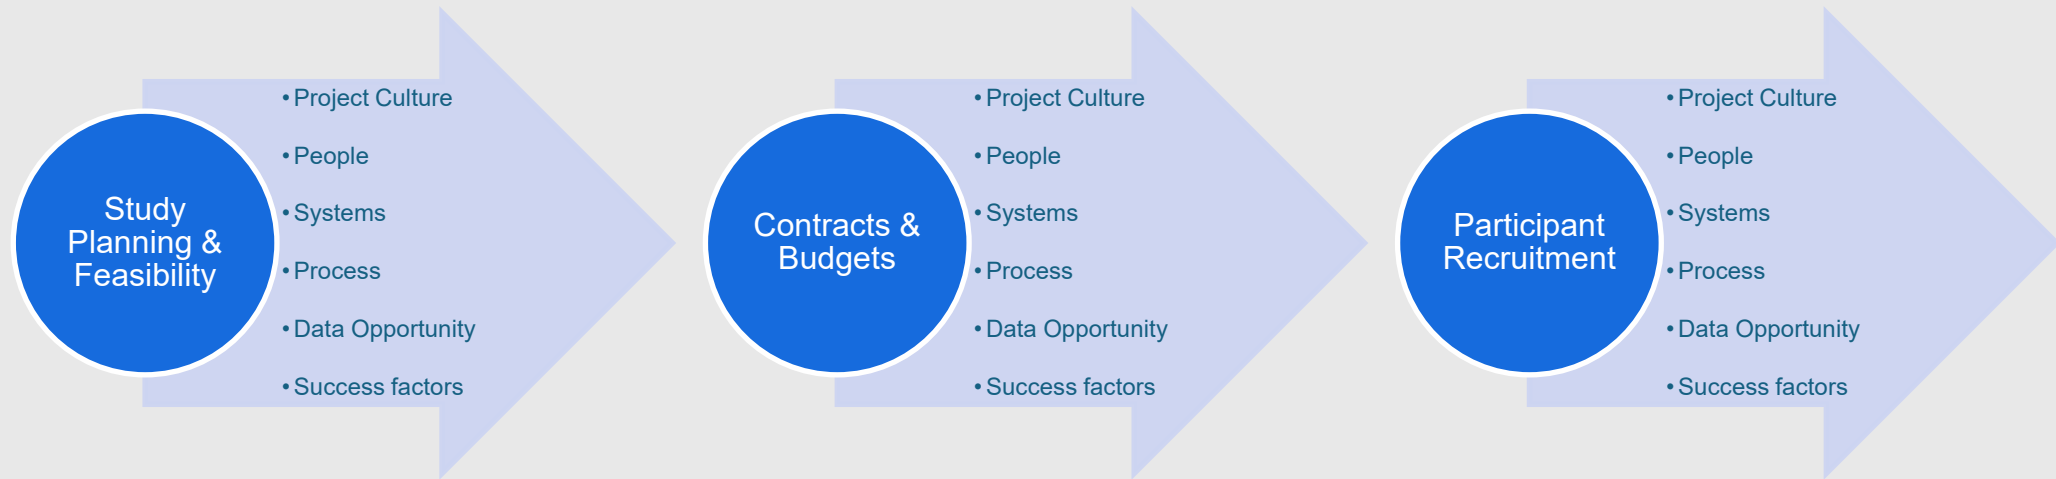 Study
Planning &
Feasibility
•Project Culture
•People
•Systems
•Process
•Data Opportunity
•Success factors
Contracts &
Budgets
•Project Culture
•People
•Systems
•Process
•Data Opportunity
•Success factors
Participant
Recruitment
•Project Culture
•People
•Systems
•Process
•Data Opportunity
•Success factors